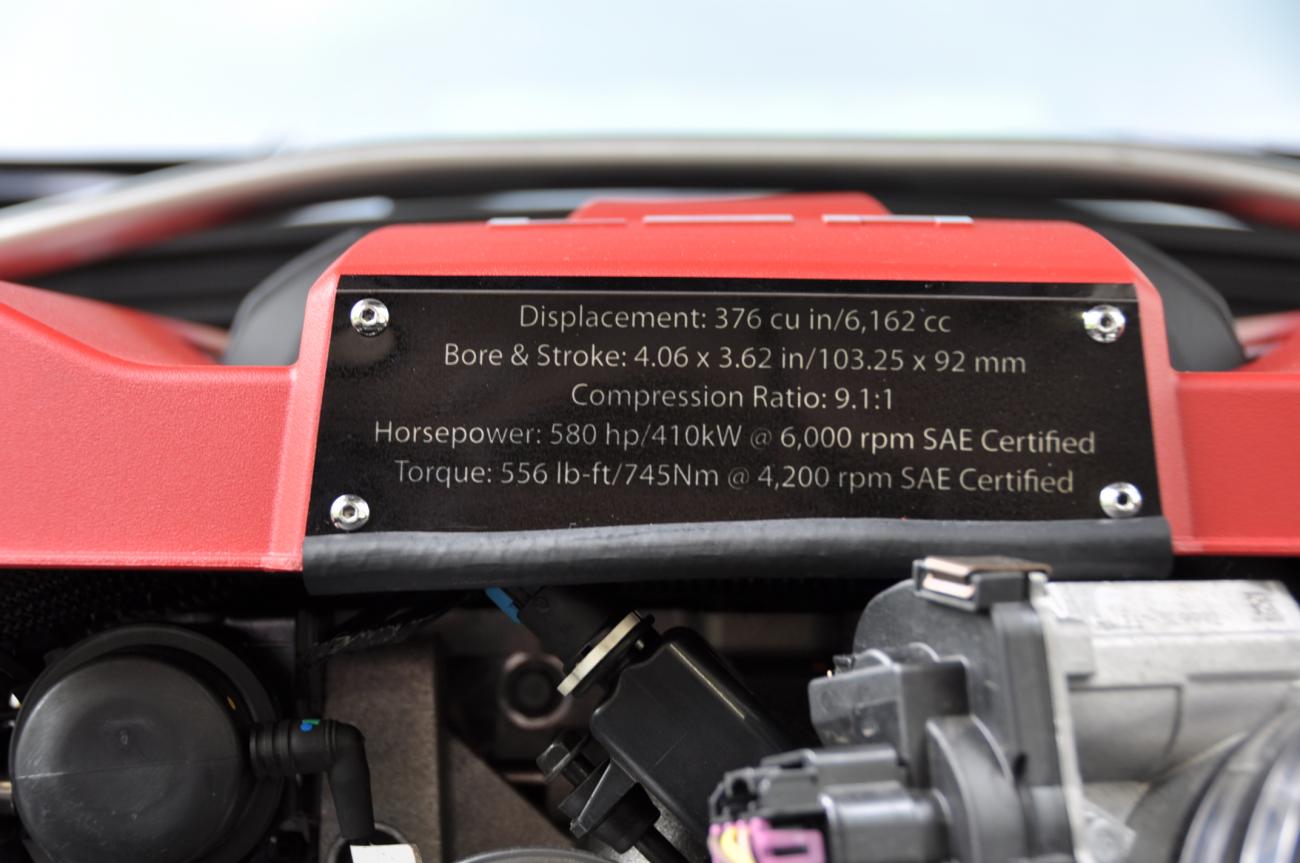 Displacement: 376 cu in/6,162 cc
Bore & Stroke: 4.06 x 3.62 in/103.25 x 92 mm
Compression Ratio: 9.1:1
Horsepower: 580 hp/410kW @ 6,000 rpm SAE Certified
Torque: 556 lb-ft/745Nm @ 4,200 rpm SAE Certified